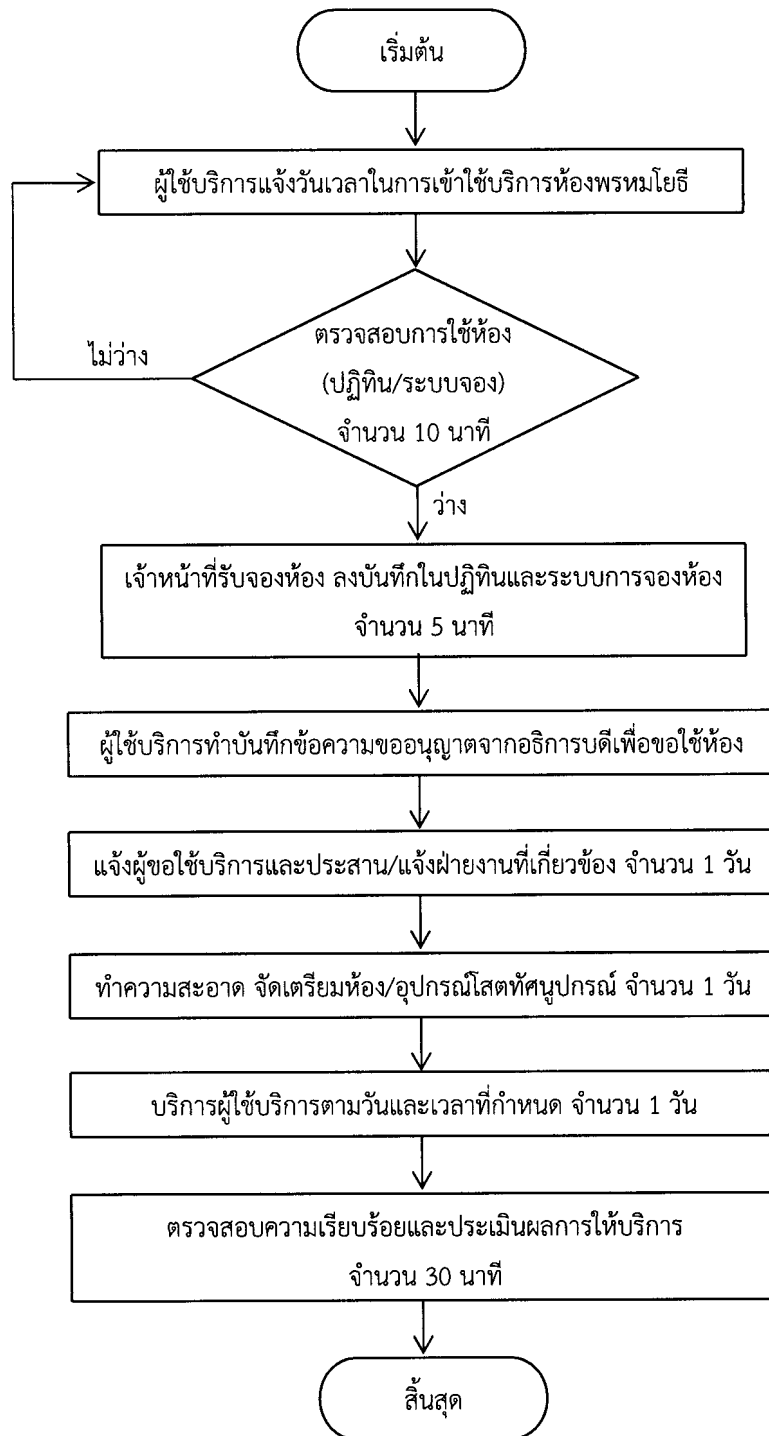 เริ่มต้น
ผู้ใช้บริการแจ้งวันเวลาในการเข้าใช้บริการห้องพรหมโยธี
ตรวจสอบการใช้ห้อง
ไม่ว่าง
(ปฏิทิน/ระบบจอง)
จำนวน 10 นาที
ว่าง
เจ้าหน้าที่รับจองห้อง ลงบันทึกในปฏิทินและระบบการจองห้อง
จำนวน 5 นาที
ผู้ใช้บริการทำบันทึกข้อความขออนุญาตจากอธิการบดีเพื่อขอใช้ห้อง
แจ้งผู้ขอใช้บริการและประสาน/แจ้งฝ่ายงานที่เกี่ยวข้อง จำนวน 1 วัน
ทำความสะอาด จัดเตรียมห้อง/อุปกรณ์โสตทัศนูปกรณ์ จำนวน 1 วัน
บริการผู้ใช้บริการตามวันและเวลาที่กำหนด จำนวน 1 วัน
ตรวจสอบความเรียบร้อยและประเมินผลการให้บริการ
จำนวน 30 นาที
สิ้นสุด